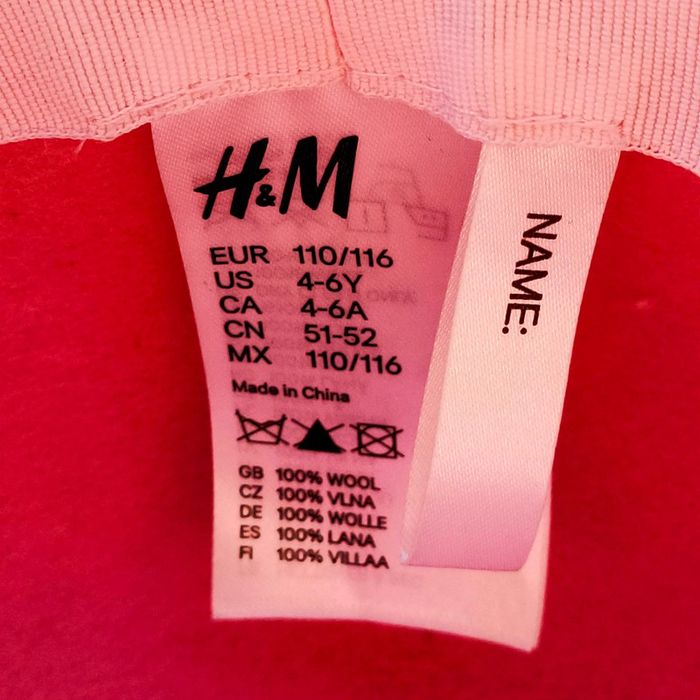 H&M
EUR 110/116
US 4-6Y
CA 4-6A
CN 51-52
MX 110/116
Made in China
GB 100% WOOL
CZ 100% VLNA
DE 100% WOLLE
ES 100% LANA
FI 100% VILLAA
NAME: